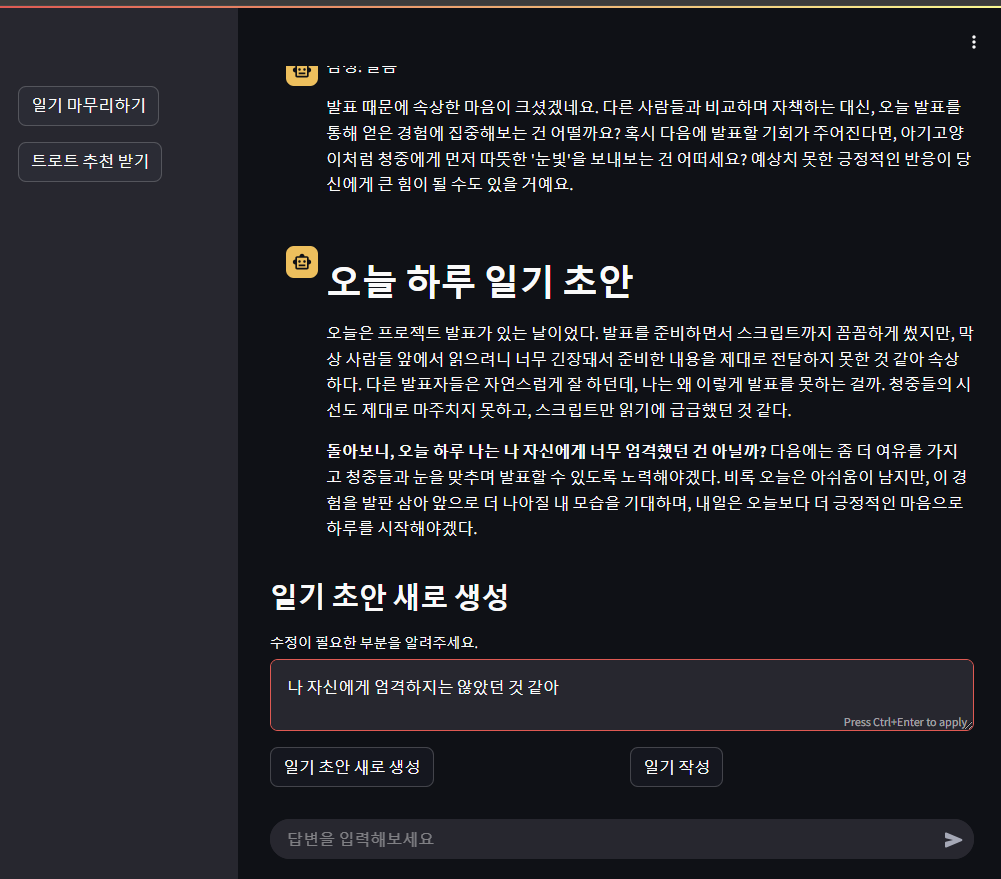 일기 마무리하기
트로트 추천 받기
발표 때문에 속상한 마음이 크셨겠네요. 다른 사람들과 비교하며 자책하는 대신, 오늘 발표를
통해 얻은 경험에 집중해보는 건 어떨까요? 혹시 다음에 발표할 기회가 주어진다면, 아기고양
이처럼 청중에게 먼저 따뜻한 '눈빛'을 보내보는 건 어떠세요? 예상치 못한 긍정적인 반응이 당
신에게 큰 힘이 될 수도 있을 거예요.
오늘 하루 일기 초안
오늘은 프로젝트 발표가 있는 날이었다. 발표를 준비하면서 스크립트까지 꼼꼼하게 썼지만, 막
상 사람들 앞에서 읽으려니 너무 긴장돼서 준비한 내용을 제대로 전달하지 못한 것 같아 속상
하다. 다른 발표자들은 자연스럽게 잘 하던데, 나는 왜 이렇게 발표를 못하는 걸까. 청중들의 시
선도 제대로 마주치지 못하고, 스크립트만 읽기에 급급했던 것 같다.
돌아보니, 오늘 하루 나는 나 자신에게 너무 엄격했던 건 아닐까? 다음에는 좀 더 여유를 가지
고 청중들과 눈을 맞추며 발표할 수 있도록 노력해야겠다. 비록 오늘은 아쉬움이 남지만, 이 경
험을 발판 삼아 앞으로 더 나아질 내 모습을 기대하며, 내일은 오늘보다 더 긍정적인 마음으로
하루를 시작해야겠다.
일기 초안 새로 생성
수정이 필요한 부분을 알려주세요.
나 자신에게 엄격하지는 않았던 것 같아
Press Ctrl+Enter to apply
일기 초안 새로 생성
일기 작성
답변을 입력해보세요